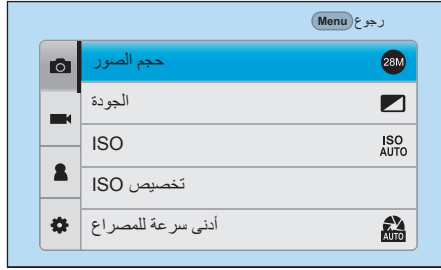 رجوع Menu
حجم الصور 28M
الجودة
ISO ISO AUTO
تخصيص ISO
أدنى سرعة للمصراع AUTO